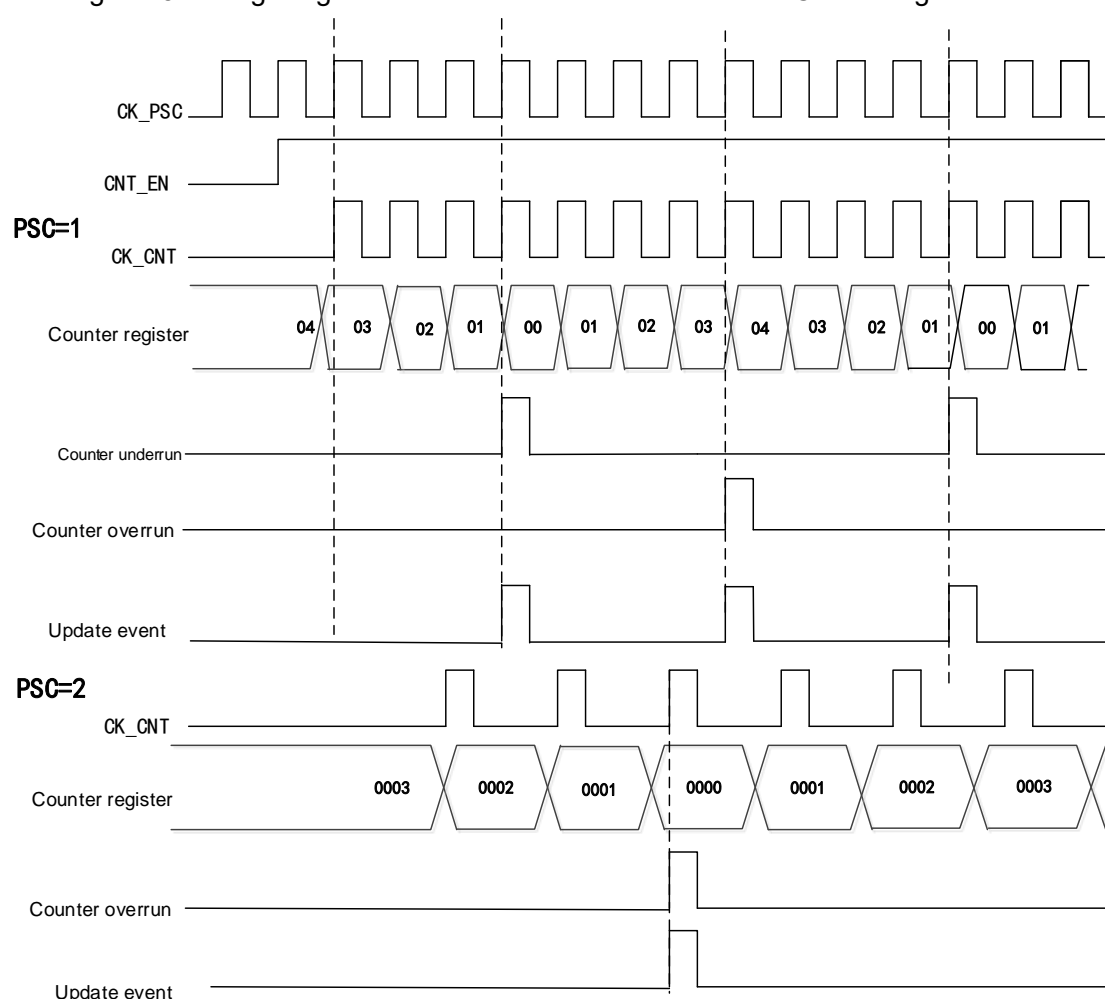 CK_PSC
CNT_EN
PSC=1
CK_CNT
Counter register 04 03 02 01 00 01 02 03 04 03 02 01 00 01
Counter underrun
Counter overrun
Update event
PSC=2
CK_CNT
Counter register 0003 0002 0001 0000 0001 0002 0003
Counter overrun
Update event